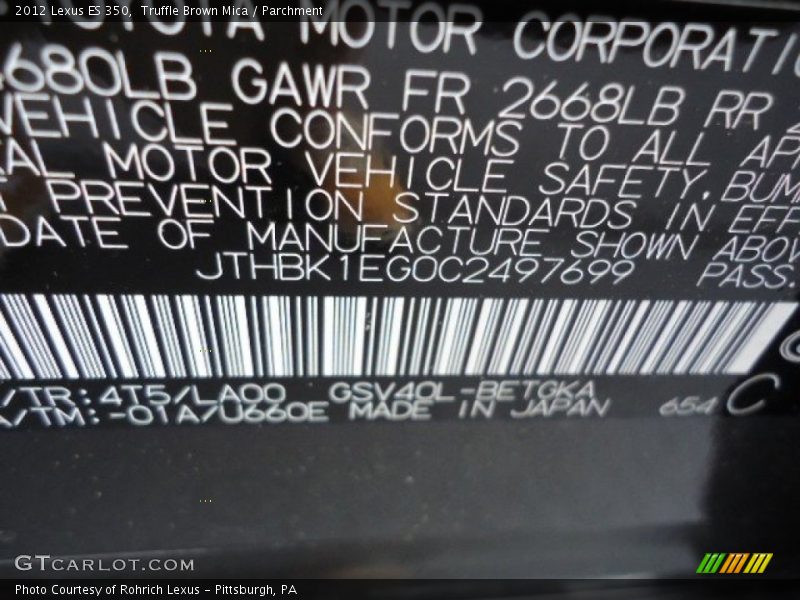 2012 Lexus ES 350, Truffle Brown Mica / Parchment
TOYOTA MOTOR CORPORATI
4680LB GAWR FR 2668LB RR
VEHICLE CONFORMS TO ALL AP
AL MOTOR VEHICLE SAFETY, BUM
PREVENTION STANDARDS IN EFF
DATE OF MANUFACTURE SHOWN ABOV
JTHBK1EG0C2497699 PASS.
/TR: 4T5/LA00 GSV40L-BETGKA
A/TM: -01A/U660E MADE IN JAPAN 654 C
GTCARLOT.COM
Photo Courtesy of Rohrich Lexus - Pittsburgh, PA